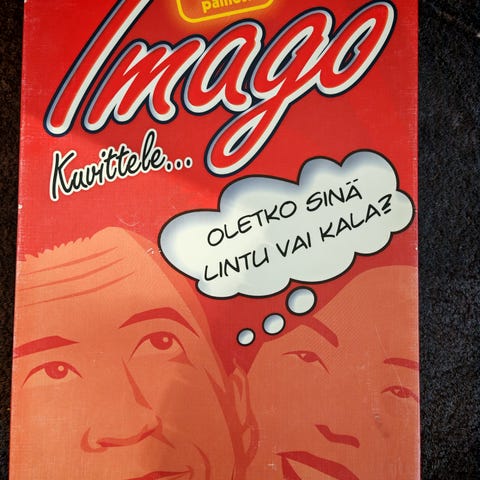 Imago
Kuvittele...
OLETKO SINÄ
LINTU VAI KALA?